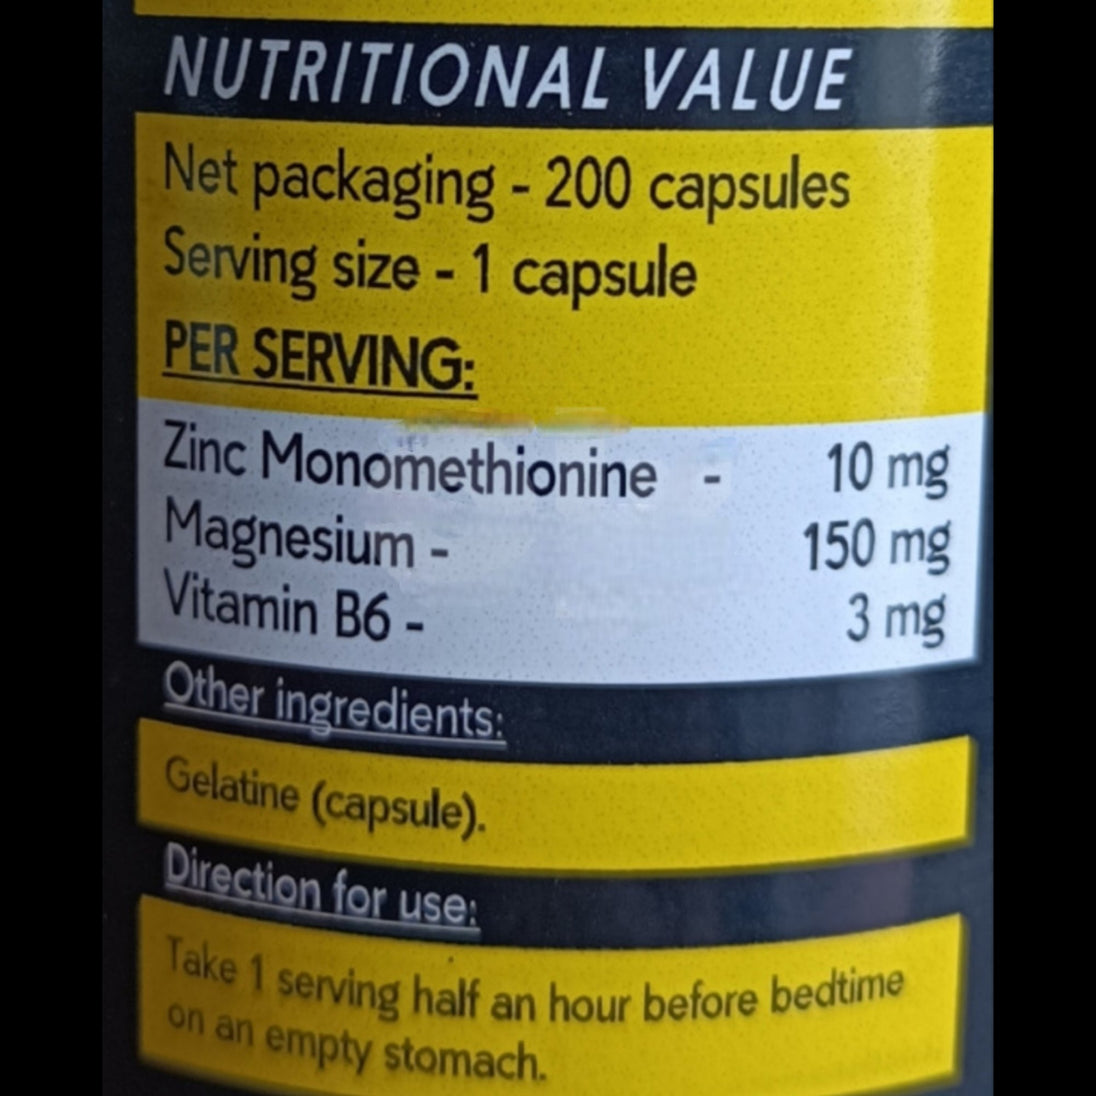 NUTRITIONAL VALUE
Net packaging - 200 capsules
Serving size - 1 capsule
PER SERVING:
Zinc Monomethionine - 10 mg
Magnesium - 150 mg
Vitamin B6 - 3 mg
Other ingredients:
Gelatine (capsule).
Direction for use:
Take 1 serving half an hour before bedtime
on an empty stomach.